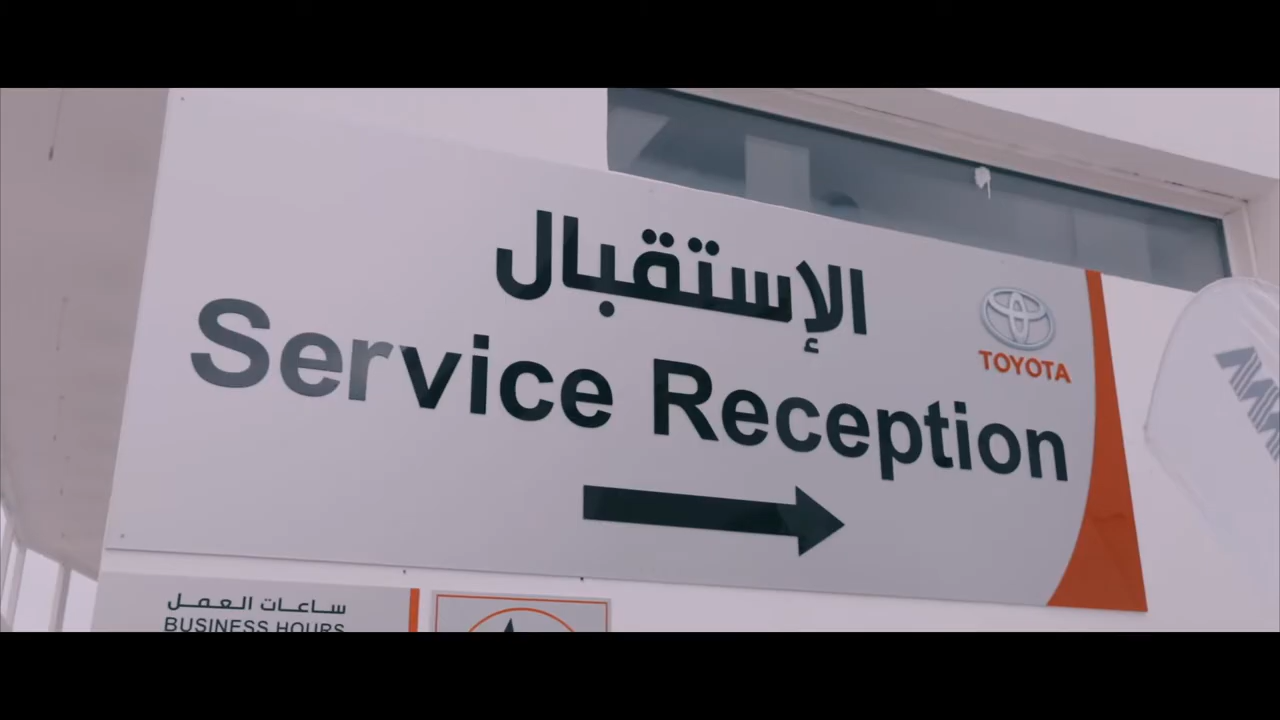 الإستقبال
Service Reception
TOYOTA
ساعات العمل
BUSINESS HOURS